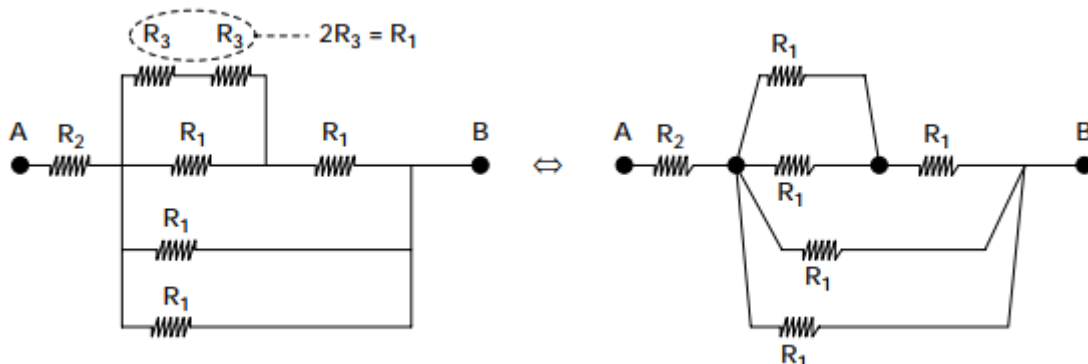 R₃ R₃ 2R₃ = R₁
A R₂ R₁ R₁ B
R₁
R₁
⇔
R₁
A R₂ R₁ B
R₁
R₁
R₁